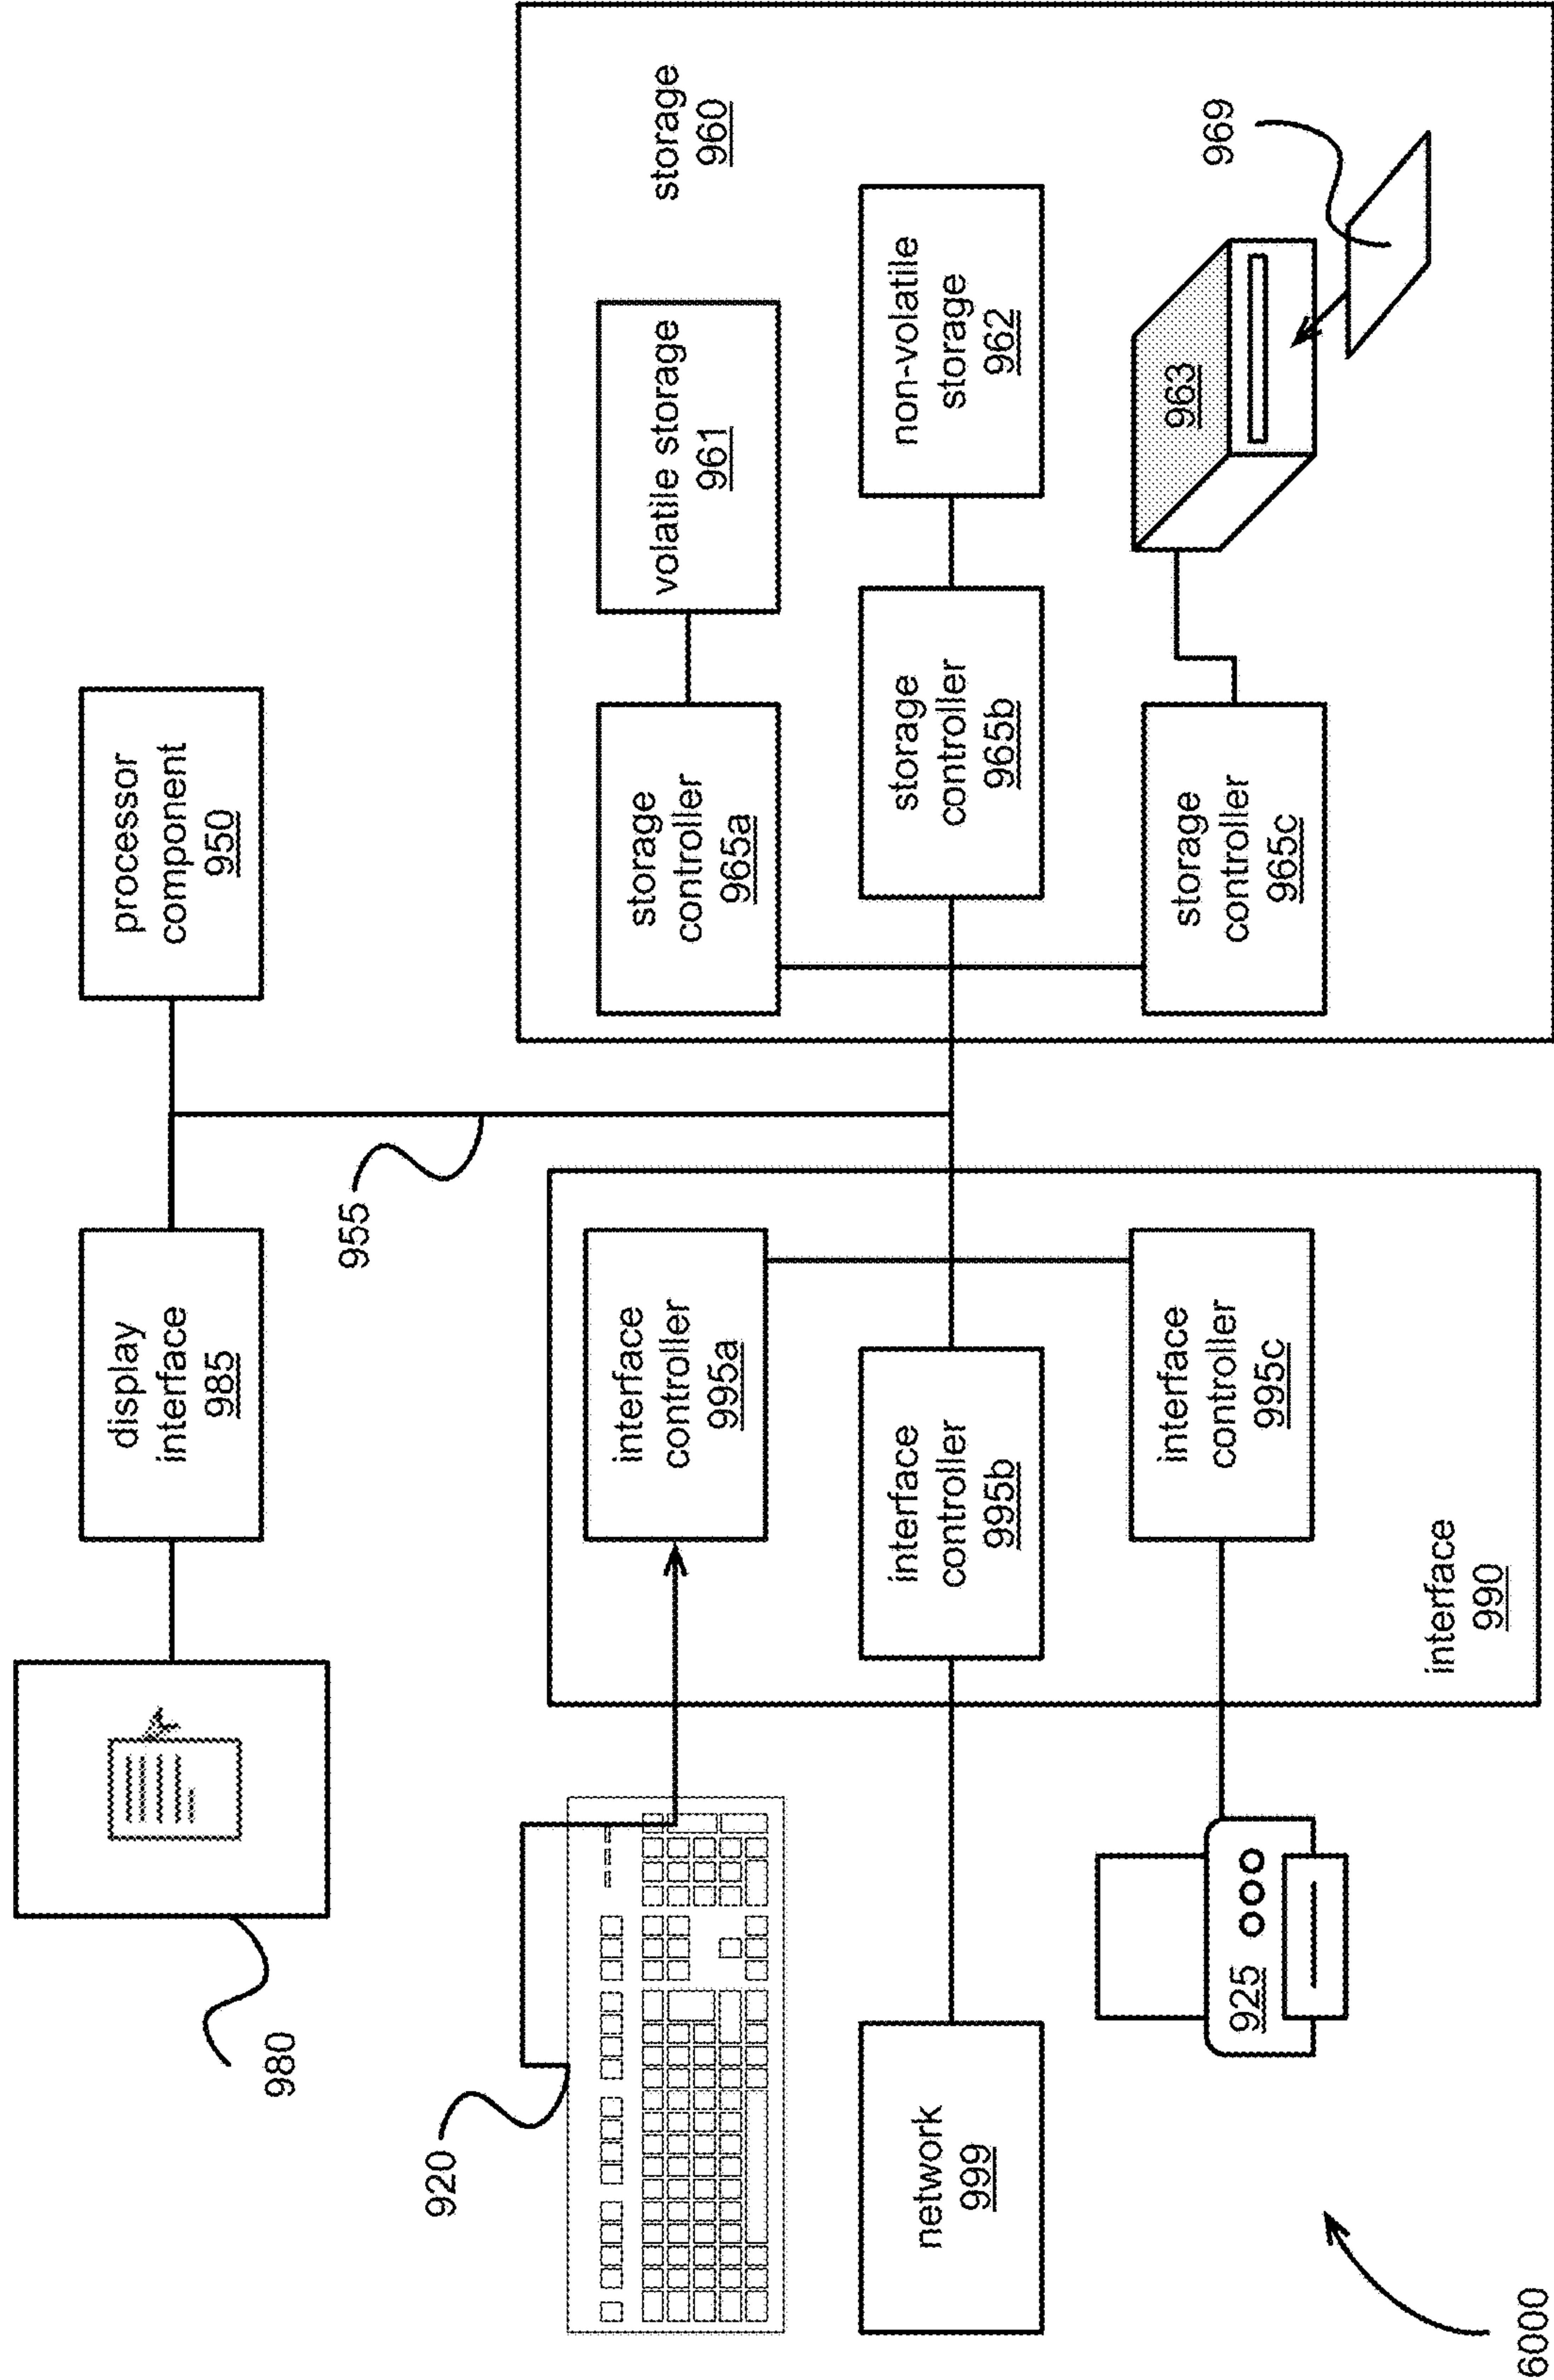 980
display
interface
985
processor
component
950
955
920
interface
controller
995a
storage
controller
965a
volatile storage
961
storage
960
network
999
interface
controller
995b
storage
controller
965b
non-volatile
storage
962
925
interface
controller
995c
storage
controller
965c
963
969
interface
990
6000